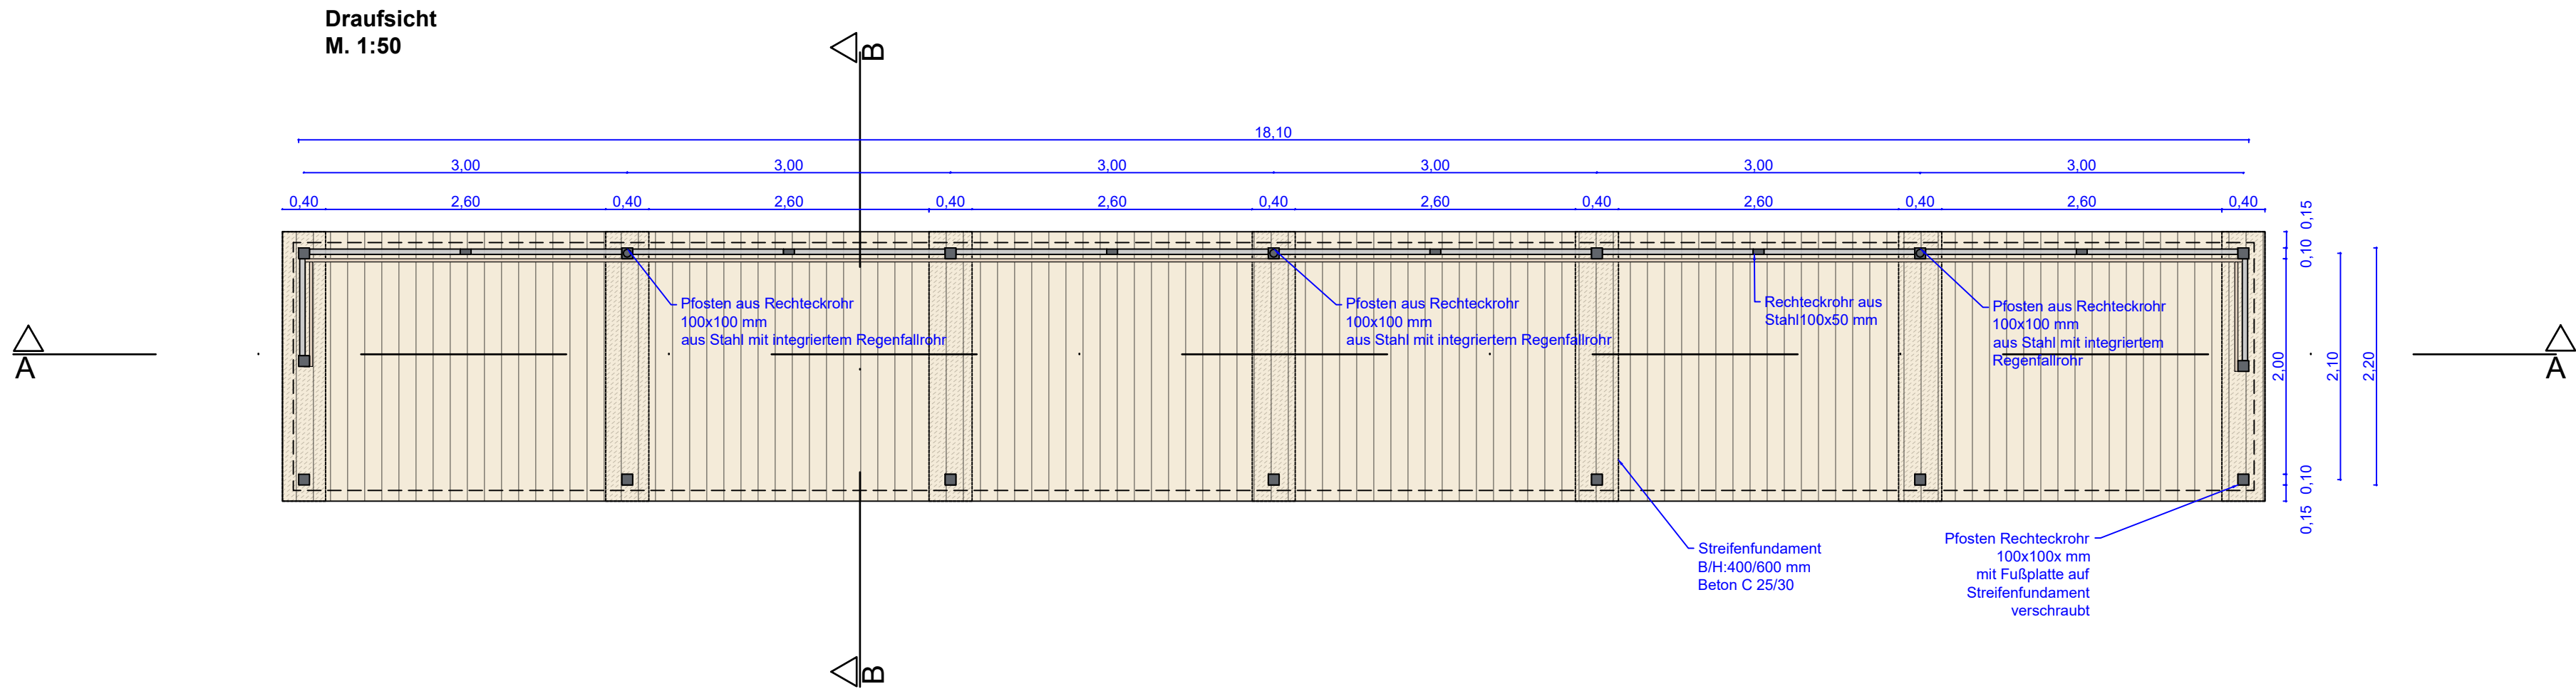 Draufsicht
M. 1:50
B
18,10
3,00 3,00 3,00 3,00 3,00 3,00
0,40 2,60 0,40 2,60 0,40 2,60 0,40 2,60 0,40 2,60 0,40 2,60 0,40
0,15
0,10
Pfosten aus Rechteckrohr
100x100 mm
aus Stahl mit integriertem Regenfallrohr
Pfosten aus Rechteckrohr
100x100 mm
aus Stahl mit integriertem Regenfallrohr
Rechteckrohr aus
Stahl100x50 mm
Pfosten aus Rechteckrohr
100x100 mm
aus Stahl mit integriertem
Regenfallrohr
A
A
2,00
2,10
2,20
0,10
0,15
Streifenfundament
B/H:400/600 mm
Beton C 25/30
Pfosten Rechteckrohr
100x100x mm
mit Fußplatte auf
Streifenfundament
verschraubt
B